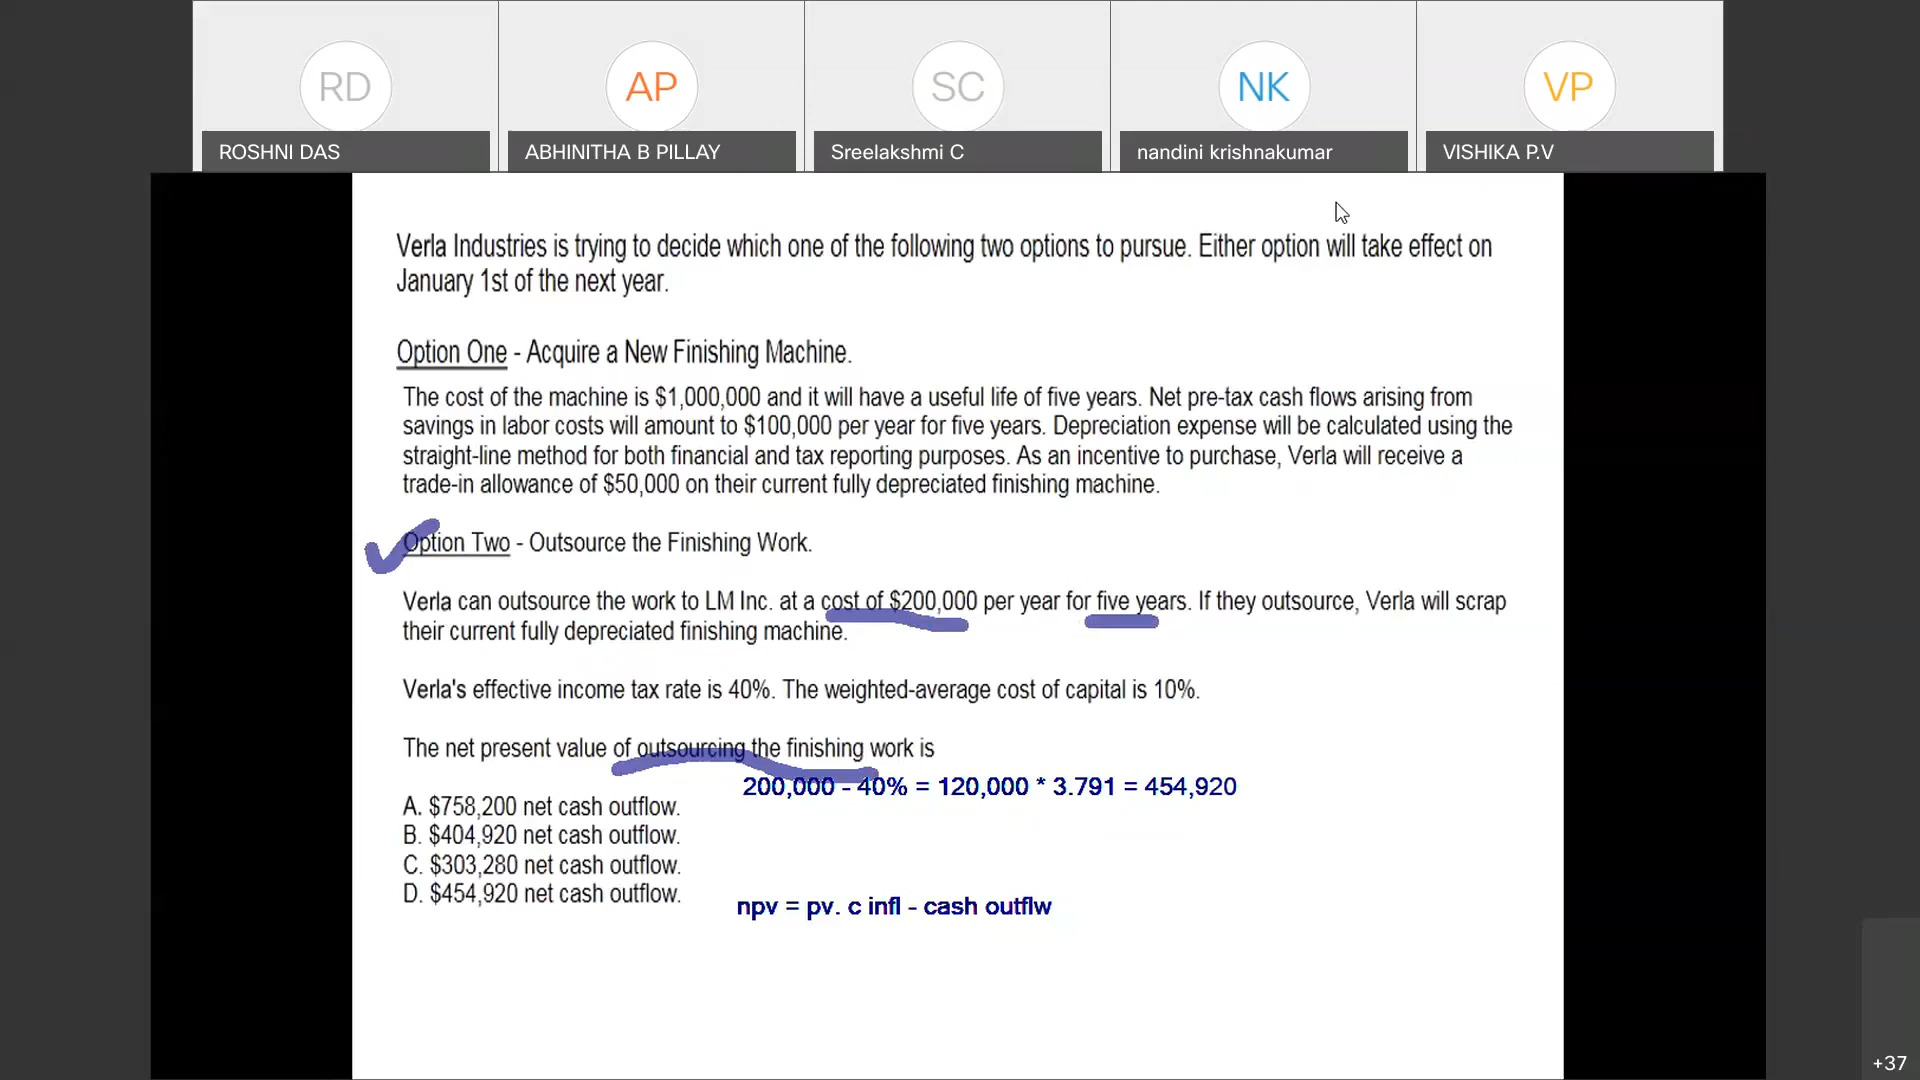 RD
AP
SC
NK
VP
ROSHNI DAS
ABHINITHA B PILLAY
Sreelakshmi C
nandini krishnakumar
VISHIKA P.V
Verla Industries is trying to decide which one of the following two options to pursue. Either option will take effect on
January 1st of the next year.
Option One - Acquire a New Finishing Machine.
The cost of the machine is $1,000,000 and it will have a useful life of five years. Net pre-tax cash flows arising from
savings in labor costs will amount to $100,000 per year for five years. Depreciation expense will be calculated using the
straight-line method for both financial and tax reporting purposes. As an incentive to purchase, Verla will receive a
trade-in allowance of $50,000 on their current fully depreciated finishing machine.
Option Two - Outsource the Finishing Work.
Verla can outsource the work to LM Inc. at a cost of $200,000 per year for five years. If they outsource, Verla will scrap
their current fully depreciated finishing machine.
Verla's effective income tax rate is 40%. The weighted-average cost of capital is 10%.
The net present value of outsourcing the finishing work is
200,000 - 40% = 120,000 * 3.791 = 454,920
A. $758,200 net cash outflow.
B. $404,920 net cash outflow.
C. $303,280 net cash outflow.
D. $454,920 net cash outflow.
npv = pv. c infl - cash outflw
+37